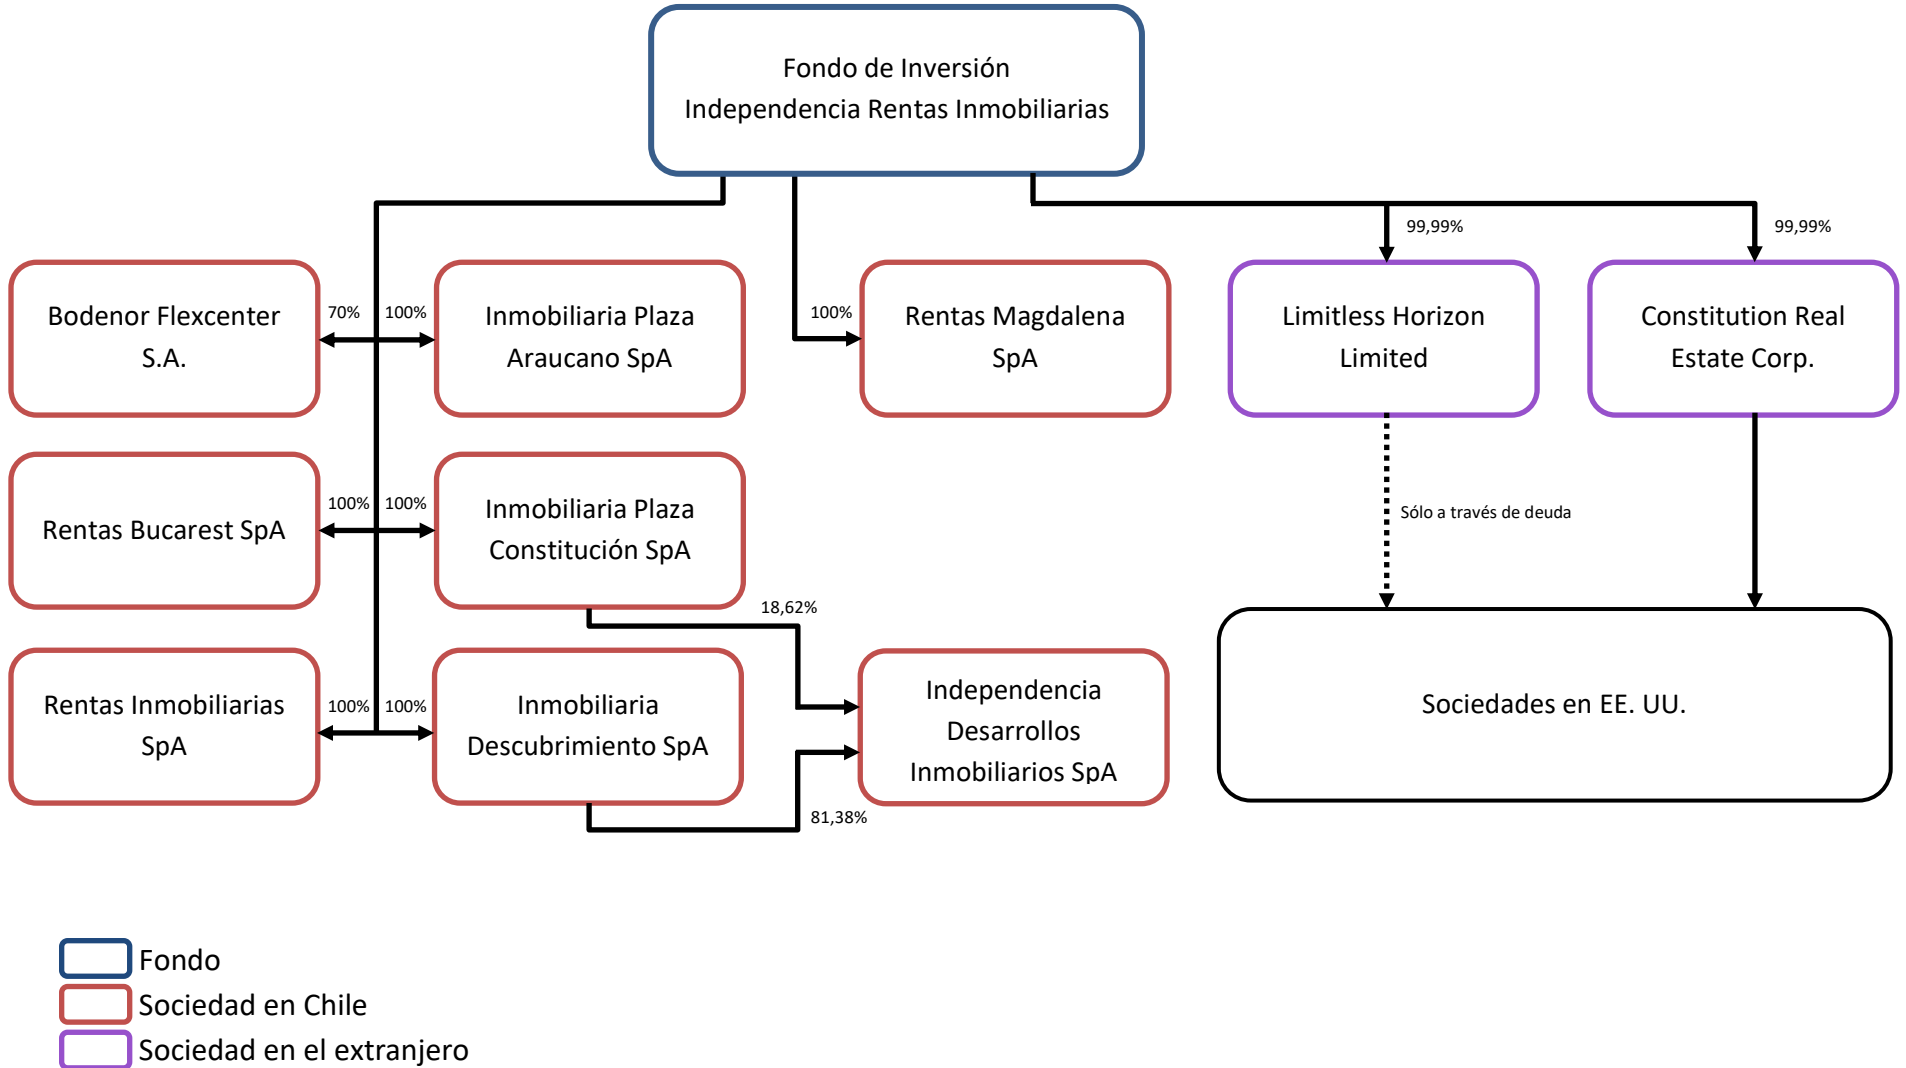 Fondo de Inversión
Independencia Rentas Inmobiliarias
99,99%
99,99%
Bodenor Flexcenter
S.A.
70%
100%
Inmobiliaria Plaza
Araucano SpA
100%
Rentas Magdalena
SpA
Limitless Horizon
Limited
Constitution Real
Estate Corp.
Rentas Bucarest SpA
100%
100%
Inmobiliaria Plaza
Constitución SpA
Sólo a través de deuda
18,62%
Rentas Inmobiliarias
SpA
100%
100%
Inmobiliaria
Descubrimiento SpA
Independencia
Desarrollos
Inmobiliarios SpA
81,38%
Sociedades en EE. UU.
Fondo
Sociedad en Chile
Sociedad en el extranjero